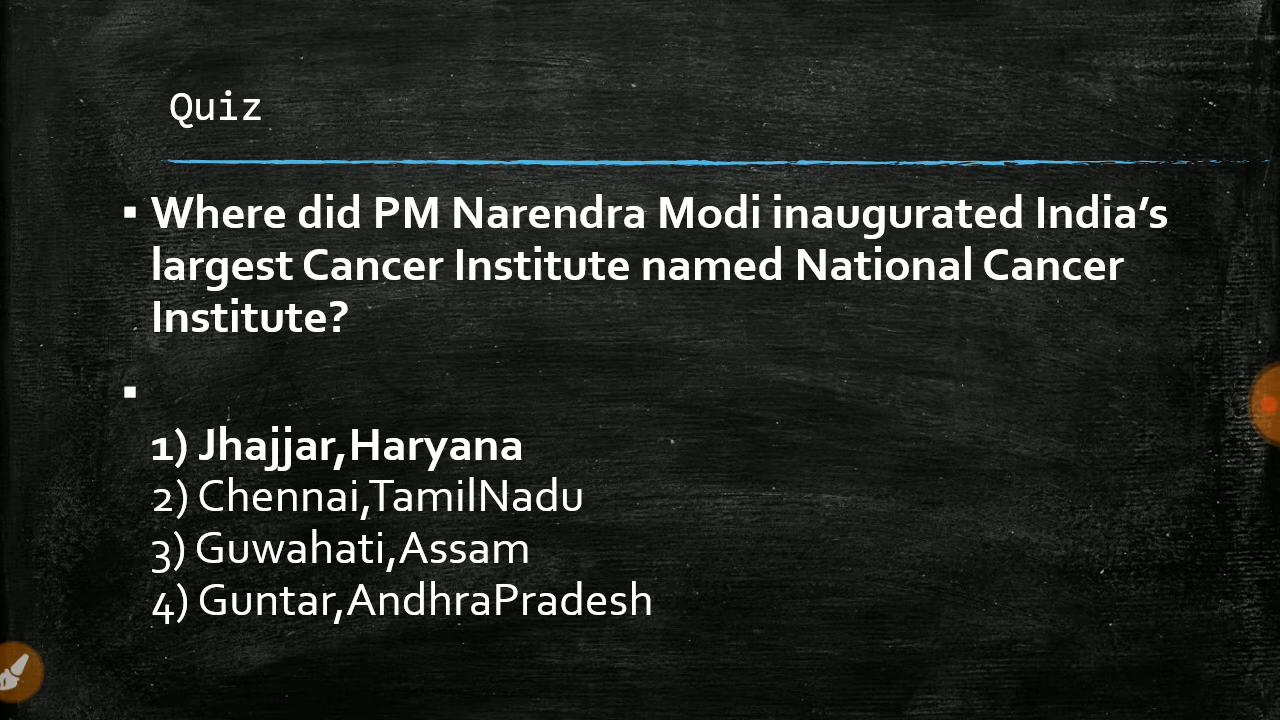 Quiz
▪ Where did PM Narendra Modi inaugurated India’s
largest Cancer Institute named National Cancer
Institute?
▪
1) Jhajjar,Haryana
2) Chennai,TamilNadu
3) Guwahati,Assam
4) Guntar,AndhraPradesh